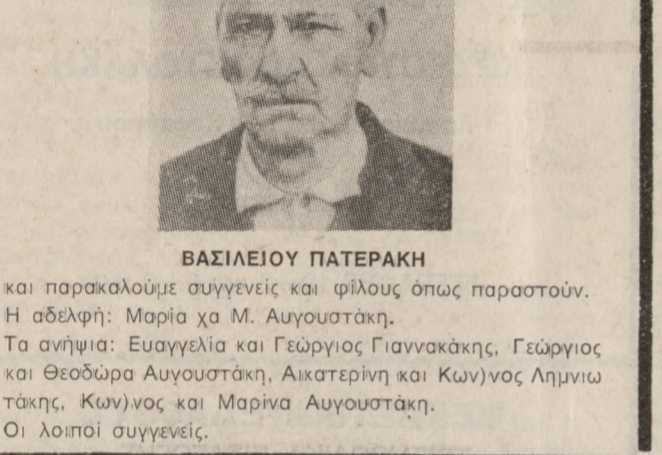 ΒΑΣΙΛΕΙΟΥ ΠΑΤΕΡΑΚΗ
και παρακαλούμε συγγενείς και φίλους όπως παραστούν.
Η αδελφή: Μαρία χα Μ. Αυγουστάκη.
Τα ανήψια: Ευαγγελία και Γεώργιος Γιαννακάκης, Γεώργιος
και Θεοδώρα Αυγουστάκη, Αικατερίνη και Κων)νος Λημνιω
τάκης, Κων)νος και Μαρίνα Αυγουστάκη.
Οι λοιποί συγγενείς.